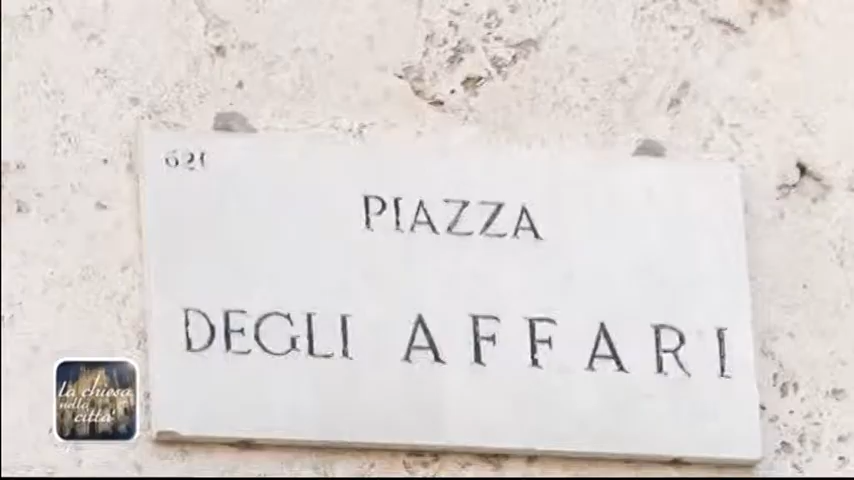 621
PIAZZA
DEGLI AFFARI
la chiesa
nella
città